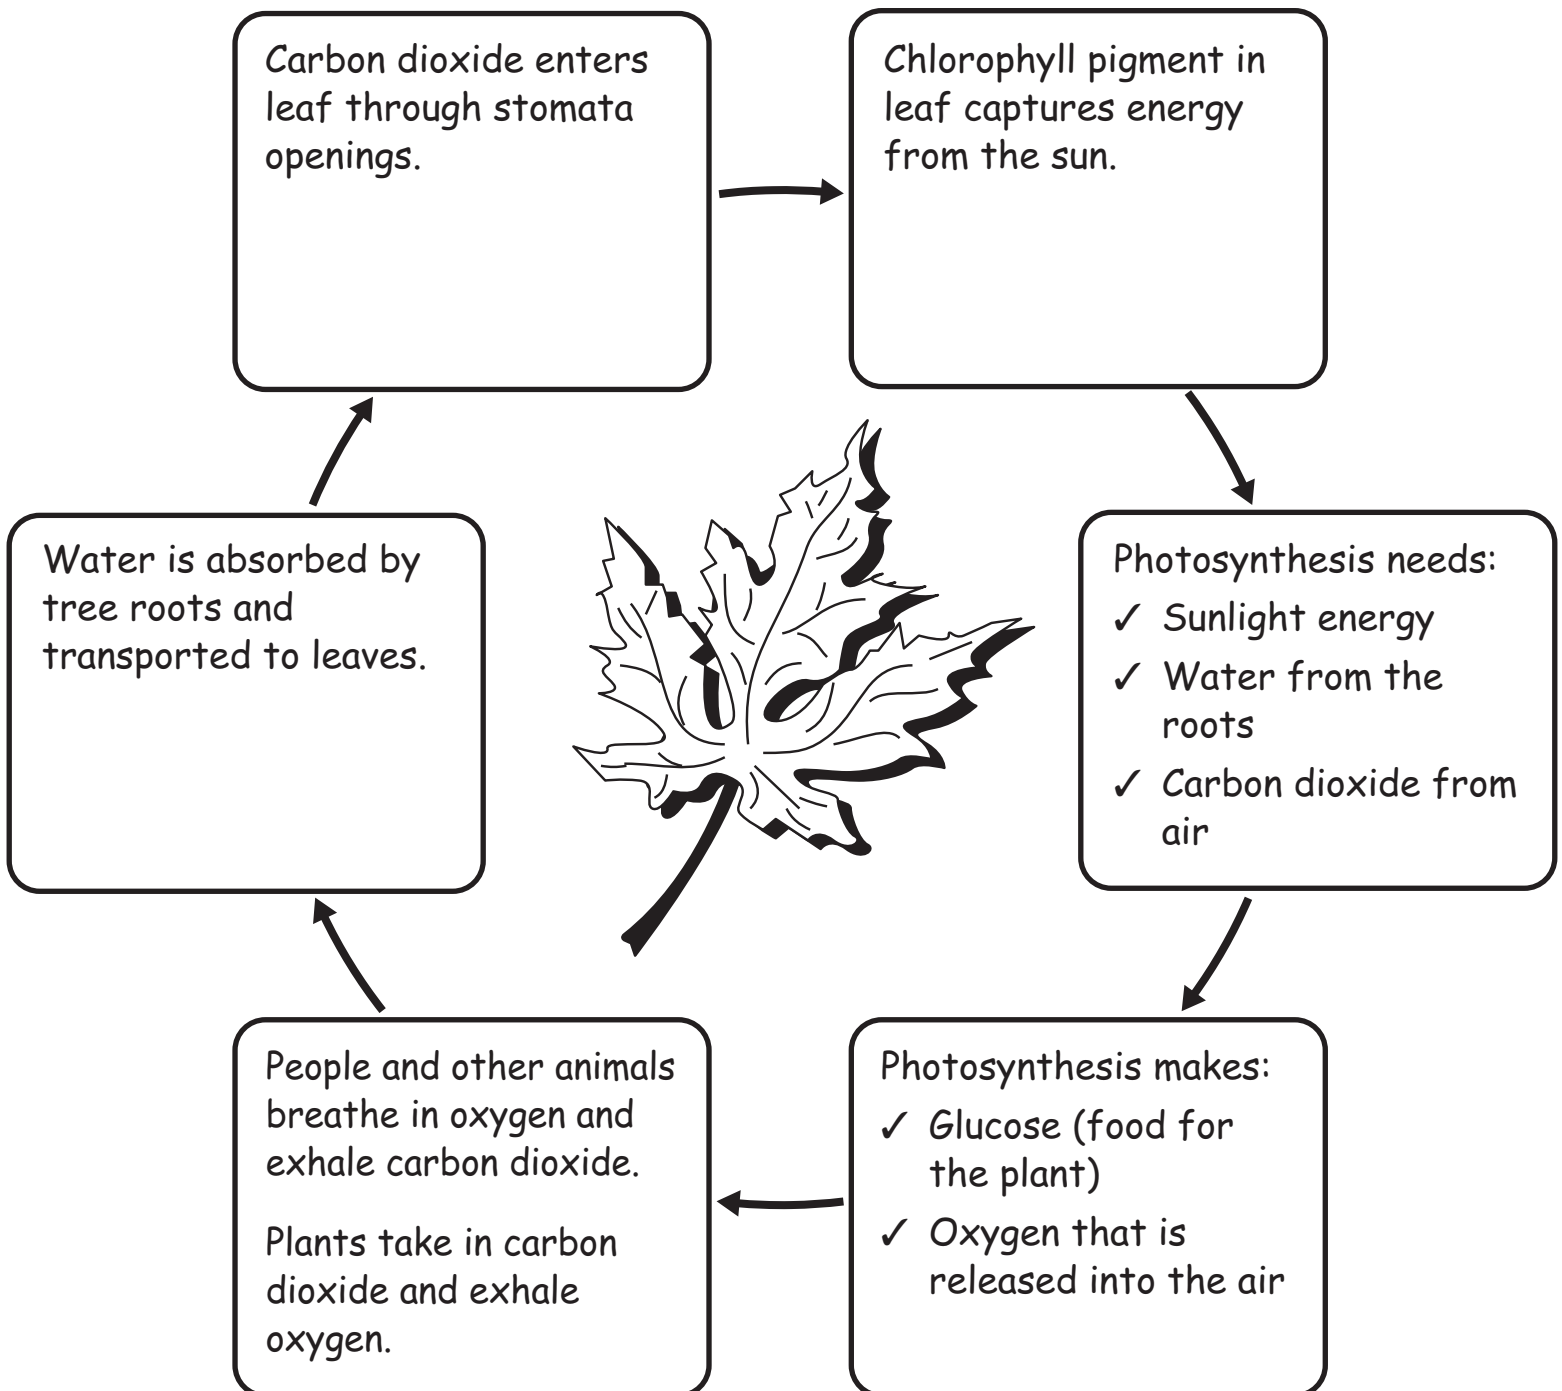 Carbon dioxide enters
leaf through stomata
openings.
Chlorophyll pigment in
leaf captures energy
from the sun.
Water is absorbed by
tree roots and
transported to leaves.
Photosynthesis needs:
✓ Sunlight energy
✓ Water from the
roots
✓ Carbon dioxide from
air
People and other animals
breathe in oxygen and
exhale carbon dioxide.
Plants take in carbon
dioxide and exhale
oxygen.
Photosynthesis makes:
✓ Glucose (food for
the plant)
✓ Oxygen that is
released into the air